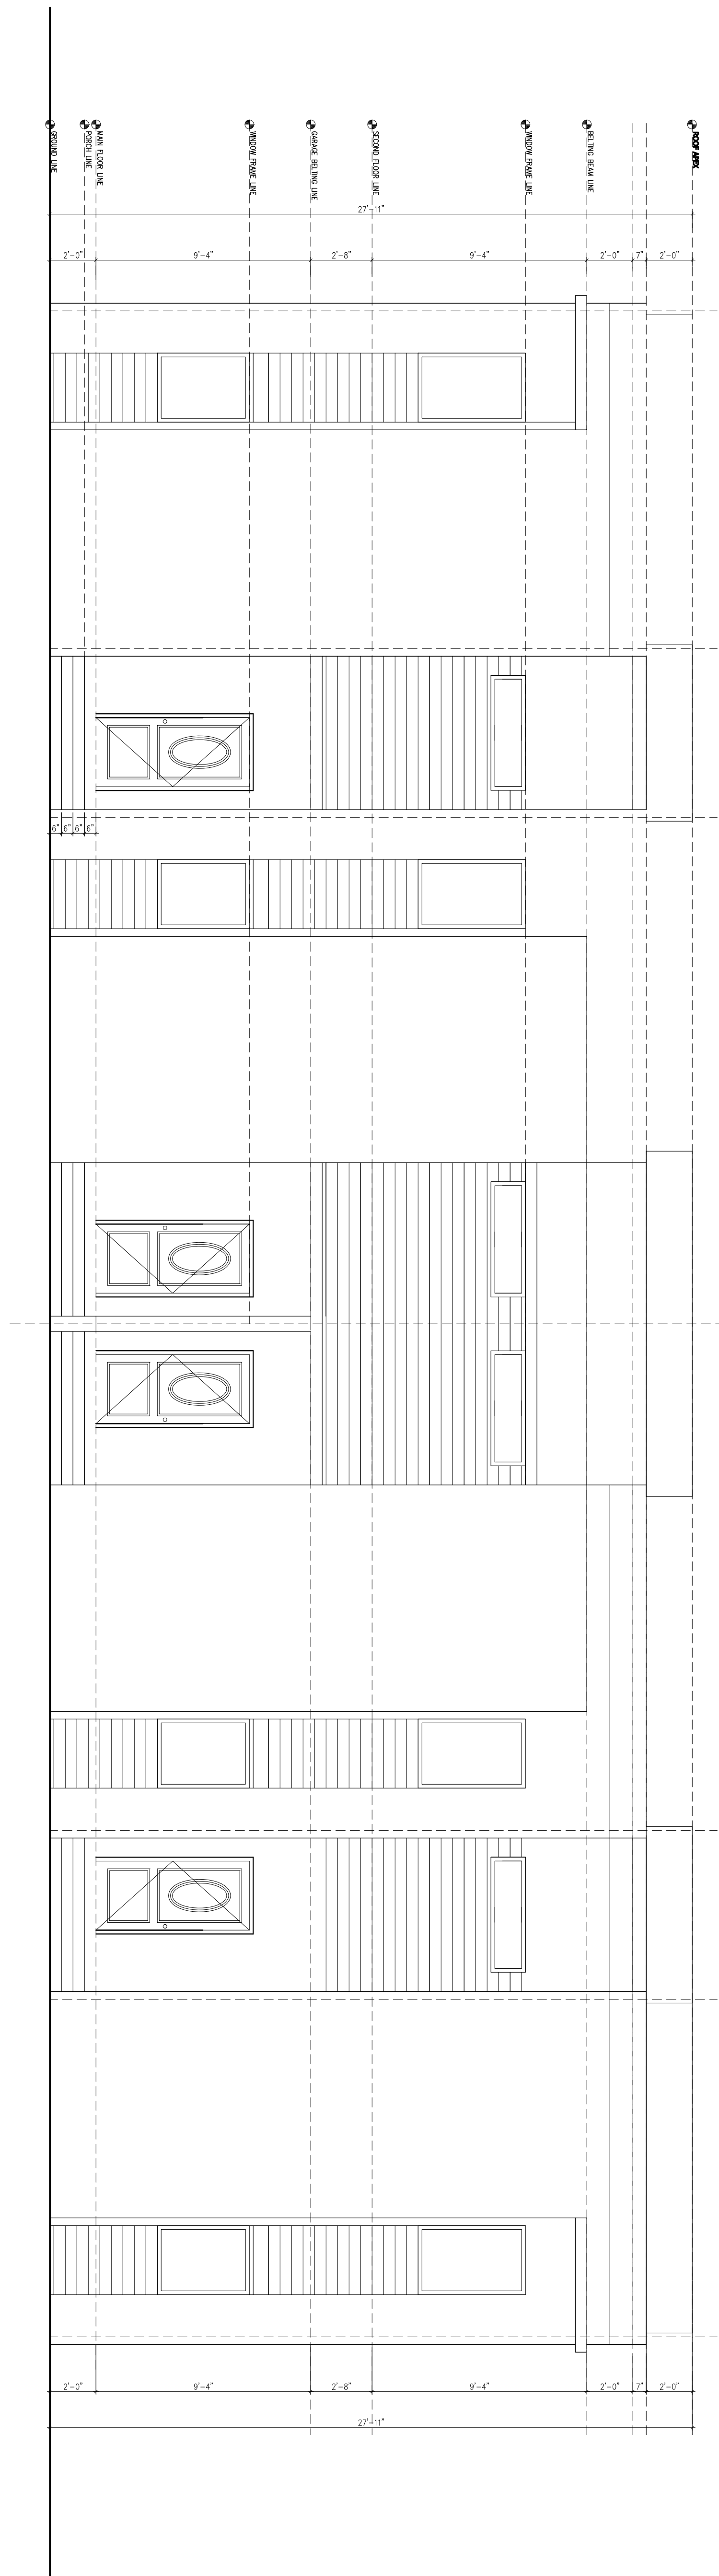 GROUND LINE
PORCH LINE
MAIN FLOOR LINE
WINDOW FRAME LINE
GARAGE BELTING LINE
SECOND FLOOR LINE
WINDOW FRAME LINE
BELTING BEAM LINE
ROOF APEX
27'-11"
2'-0" 9'-4" 2'-8" 9'-4" 2'-0" 7" 2'-0"
6" 6" 6" 6"
2'-0" 9'-4" 2'-8" 9'-4" 2'-0" 7" 2'-0"
27'-11"